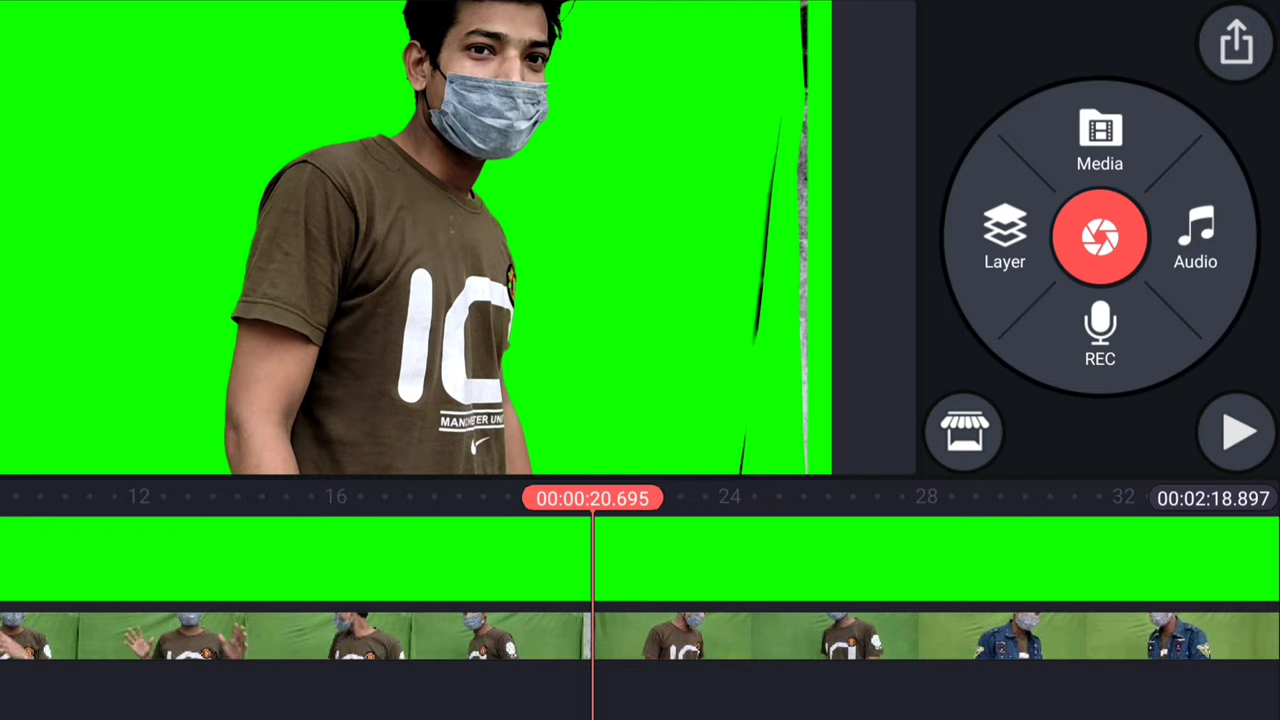 Media
Layer
Audio
REC
10
MANCHESTER UNI
12
16
00:00:20.695
24
28
32
00:02:18.897